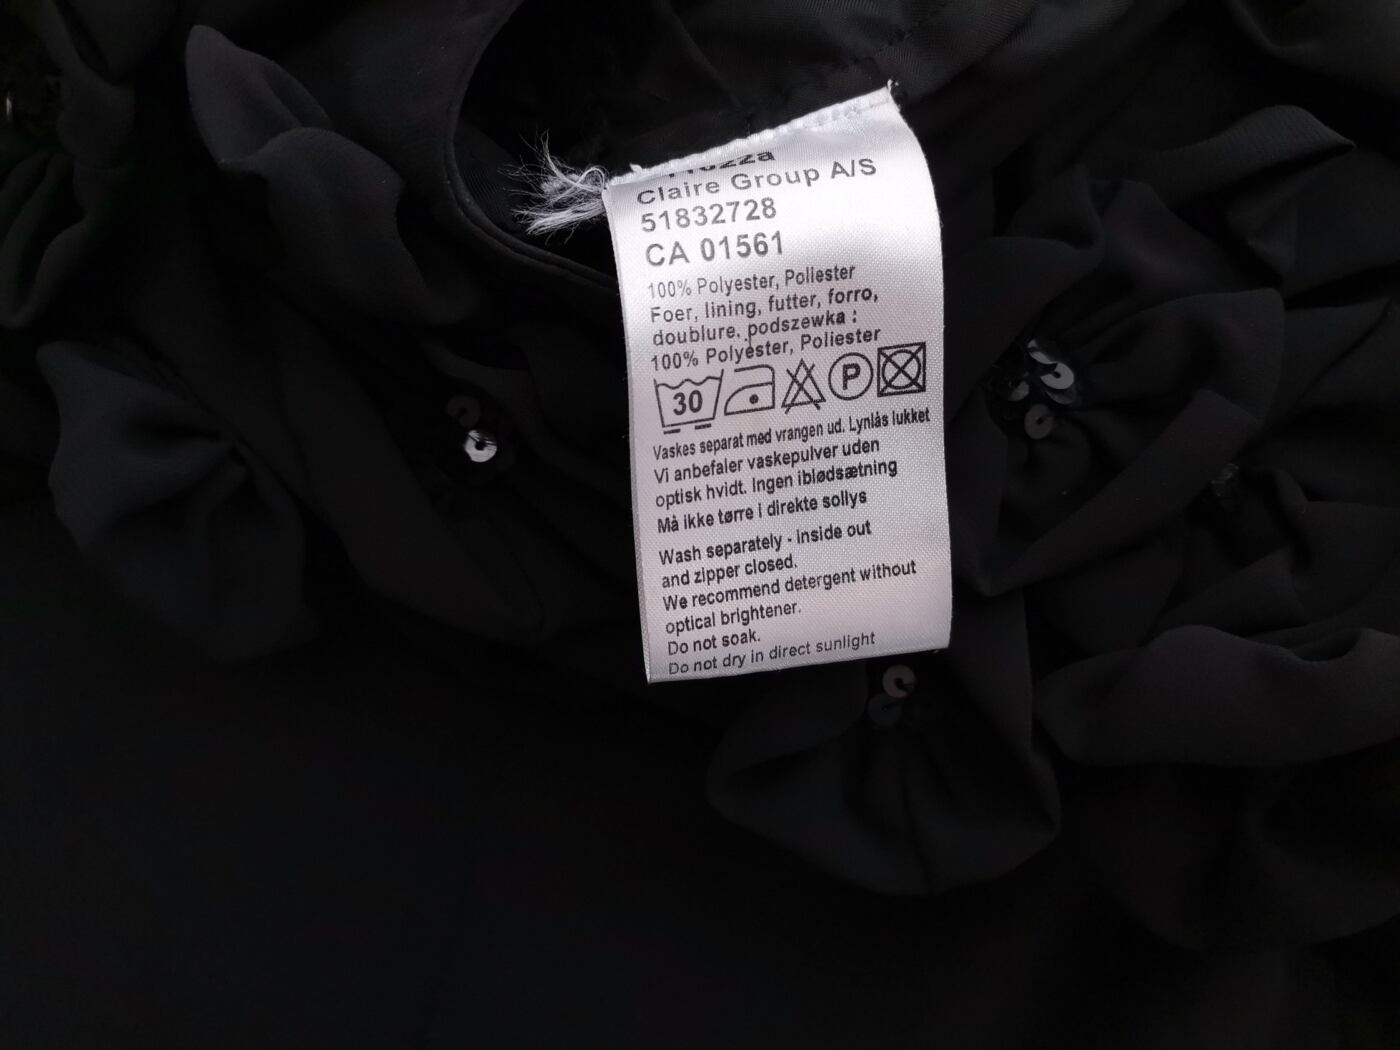 Claire Group A/S
51832728
CA 01561
100% Polyester, Poliester
Foer, lining, futter, forro,
doublure, podszewka :
100% Polyester, Poliester
30 P
Vaskes separat med vrangen ud. Lynlås lukket
Vi anbefaler vaskepulver uden
optisk hvidt. Ingen iblødsætning
Må ikke tørre i direkte sollys
Wash separately - inside out
and zipper closed.
We recommend detergent without
optical brightener.
Do not soak.
Do not dry in direct sunlight